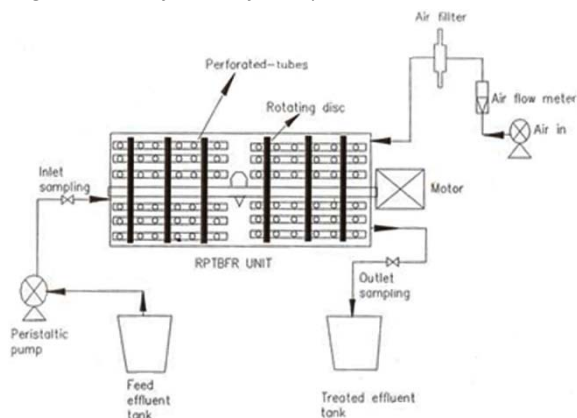 Air fillter
Perforated-tubes
Air flow meter
Rotating disc
Air in
Inlet
sampling
Motor
RPTBFR UNIT
Outlet
sampling
Peristaltic
pump
Feed
effluent
tank
Treated effluent
tank